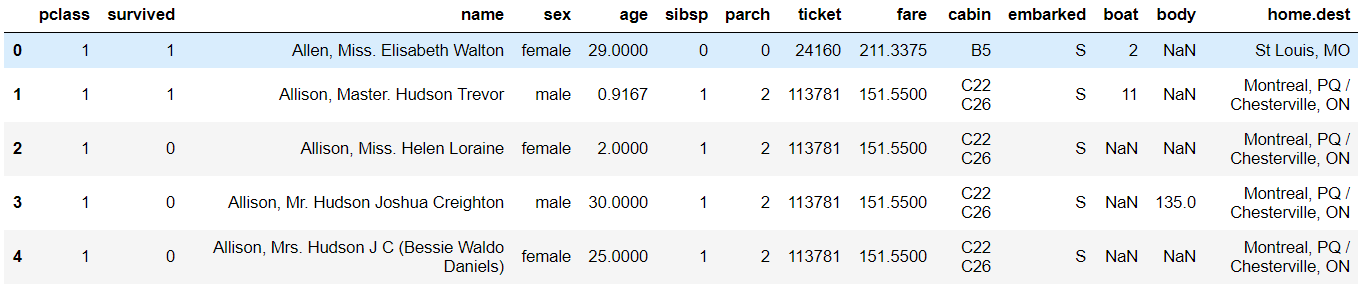 pclass survived name sex age sibsp parch ticket fare cabin embarked boat body home.dest
0 1 1 Allen, Miss. Elisabeth Walton female 29.0000 0 0 24160 211.3375 B5 S 2 NaN St Louis, MO
1 1 1 Allison, Master. Hudson Trevor male 0.9167 1 2 113781 151.5500 C22 C26 S 11 NaN Montreal, PQ / Chesterville, ON
2 1 0 Allison, Miss. Helen Loraine female 2.0000 1 2 113781 151.5500 C22 C26 S NaN NaN Montreal, PQ / Chesterville, ON
3 1 0 Allison, Mr. Hudson Joshua Creighton male 30.0000 1 2 113781 151.5500 C22 C26 S NaN 135.0 Montreal, PQ / Chesterville, ON
4 1 0 Allison, Mrs. Hudson J C (Bessie Waldo Daniels) female 25.0000 1 2 113781 151.5500 C22 C26 S NaN NaN Montreal, PQ / Chesterville, ON